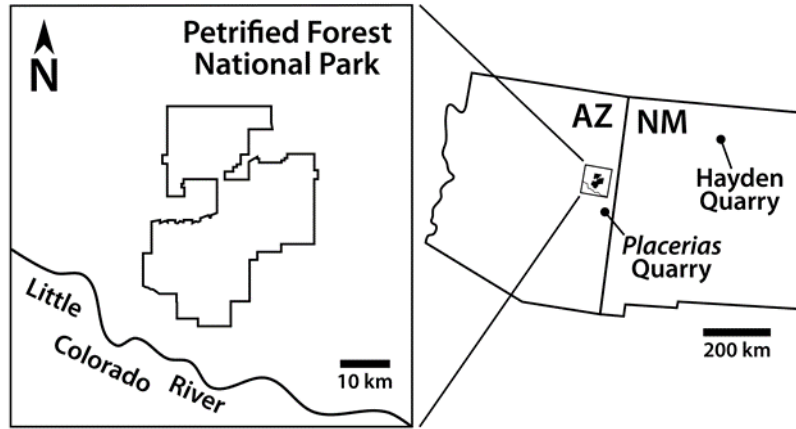 Petrified Forest
National Park
N
Little
Colorado River
10 km
AZ
NM
Hayden
Quarry
Placerias
Quarry
200 km